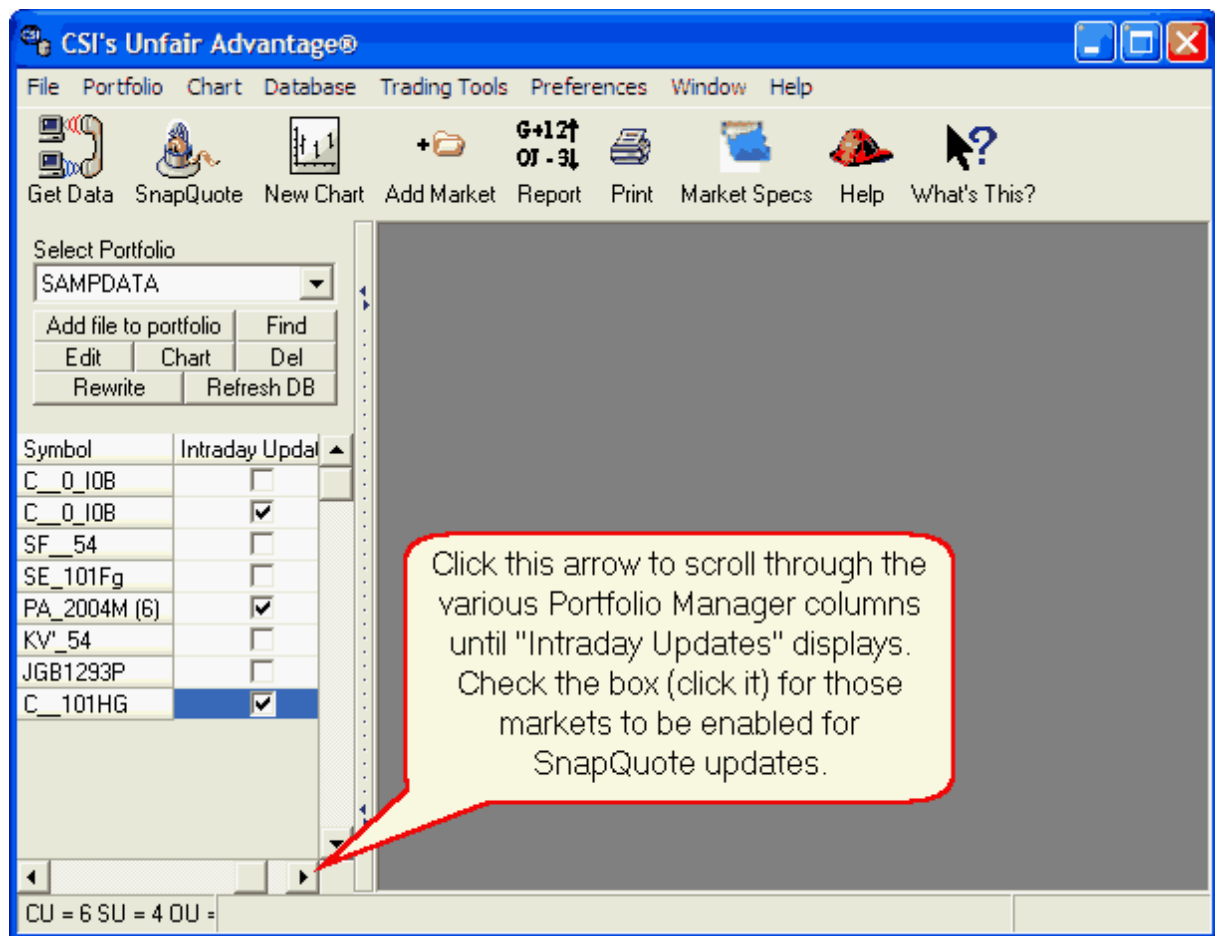 CSI's Unfair Advantage®
File Portfolio Chart Database Trading Tools Preferences Window Help
G+12↑
OJ - 3↓
Get Data SnapQuote New Chart Add Market Report Print Market Specs Help What's This?
Select Portfolio
SAMPDATA
Add file to portfolio Find
Edit Chart Del
Rewrite Refresh DB
Symbol Intraday Updat
C__0_I0B
C__0_I0B
SF__54
SE_101Fg
PA_2004M (6)
KV'_54
JGB1293P
C__101HG
Click this arrow to scroll through the
various Portfolio Manager columns
until "Intraday Updates" displays.
Check the box (click it) for those
markets to be enabled for
SnapQuote updates.
CU = 6 SU = 4 OU =